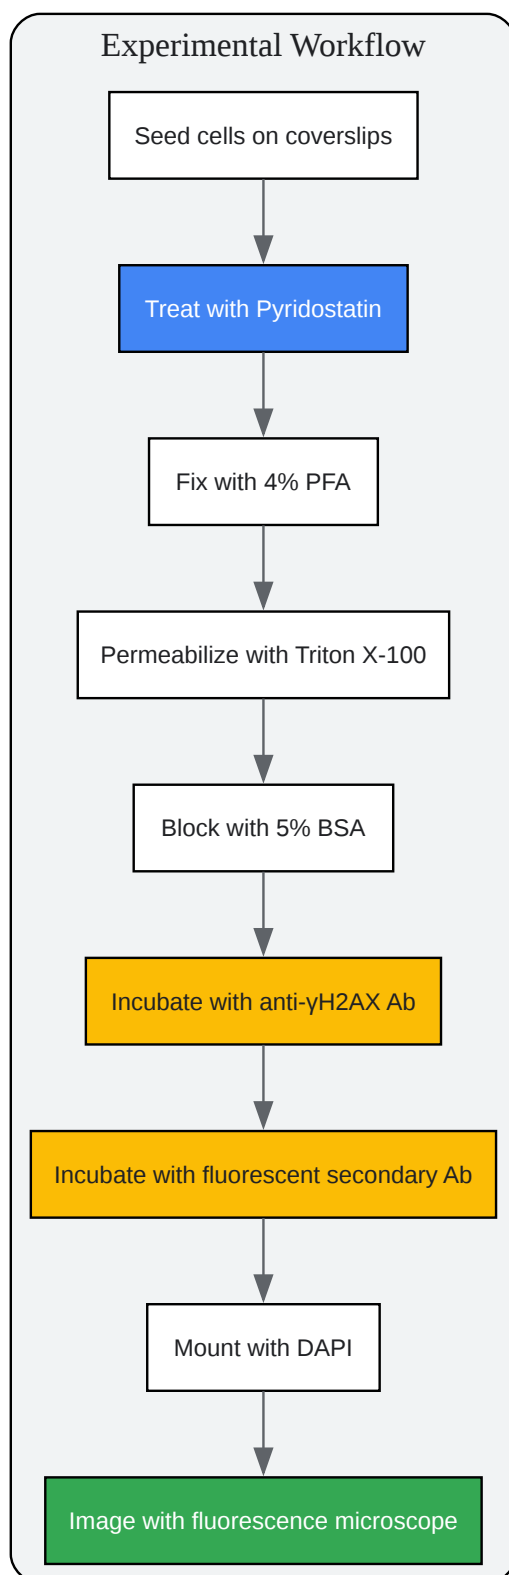 Experimental Workflow
Seed cells on coverslips
Treat with Pyridostatin
Fix with 4% PFA
Permeabilize with Triton X-100
Block with 5% BSA
Incubate with anti-γH2AX Ab
Incubate with fluorescent secondary Ab
Mount with DAPI
Image with fluorescence microscope